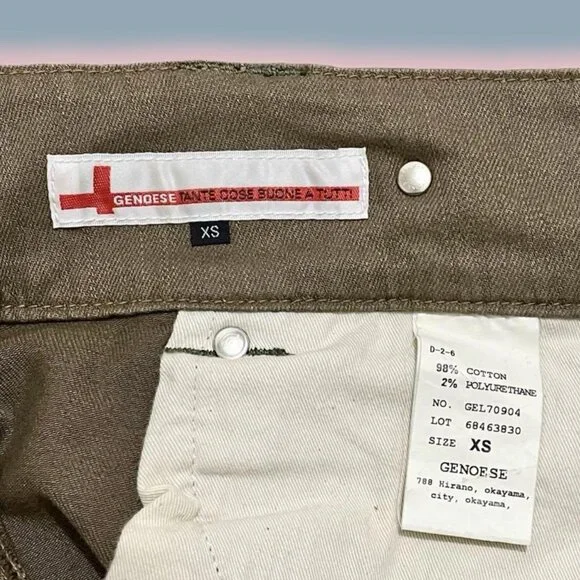 GENOESE TANTE COSE BUONE A TUTTI
XS
D-2-6
98% COTTON
2% POLYURETHANE
NO. GEL70904
LOT 68463830
SIZE XS
GENOESE
788 Hirano, okayama,
city, okayama,